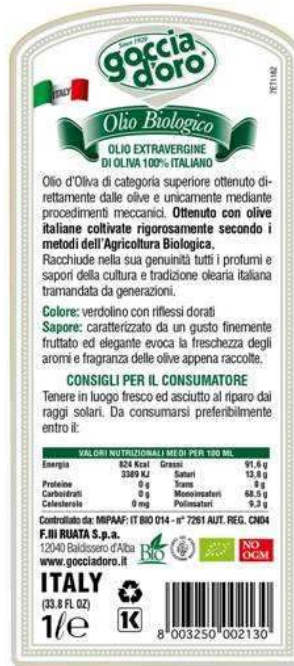 Since 1920
goccia
d'oro
ITALY
7ET1182
Olio Biologico
OLIO EXTRAVERGINE
DI OLIVA 100% ITALIANO
Olio d'Oliva di categoria superiore ottenuto di-
rettamente dalle olive e unicamente mediante
procedimenti meccanici. Ottenuto con olive
italiane coltivate rigorosamente secondo i
metodi dell'Agricoltura Biologica.
Racchiude nella sua genuinità tutti i profumi e
sapori della cultura e tradizione olearia italiana
tramandata da generazioni.
Colore: verdolino con riflessi dorati
Sapore: caratterizzato da un gusto finemente
fruttato ed elegante evoca la freschezza degli
aromi e fragranza delle olive appena raccolte.
CONSIGLI PER IL CONSUMATORE
Tenere in luogo fresco ed asciutto al riparo dai
raggi solari. Da consumarsi preferibilmente
entro il:
VALORI NUTRIZIONALI MEDI PER 100 ML
Energia 824 Kcal Grassi 91,6 g
3389 KJ Saturi 13,8 g
Proteine 0 g Trans 0 g
Carboidrati 0 g Monoinsaturi 68,5 g
Colesterolo 0 mg Polinsaturi 9,3 g
Controllato da: MIPAAF: IT BIO 014 - n° 7261 AUT. REG. CN04
F.lli RUATA S.p.a.
12040 Baldissero d'Alba
www.gocciadoro.it
Bio
NO
OGM
ITALY
(33.8 FL OZ)
1 l e
1K
8 003250 002130